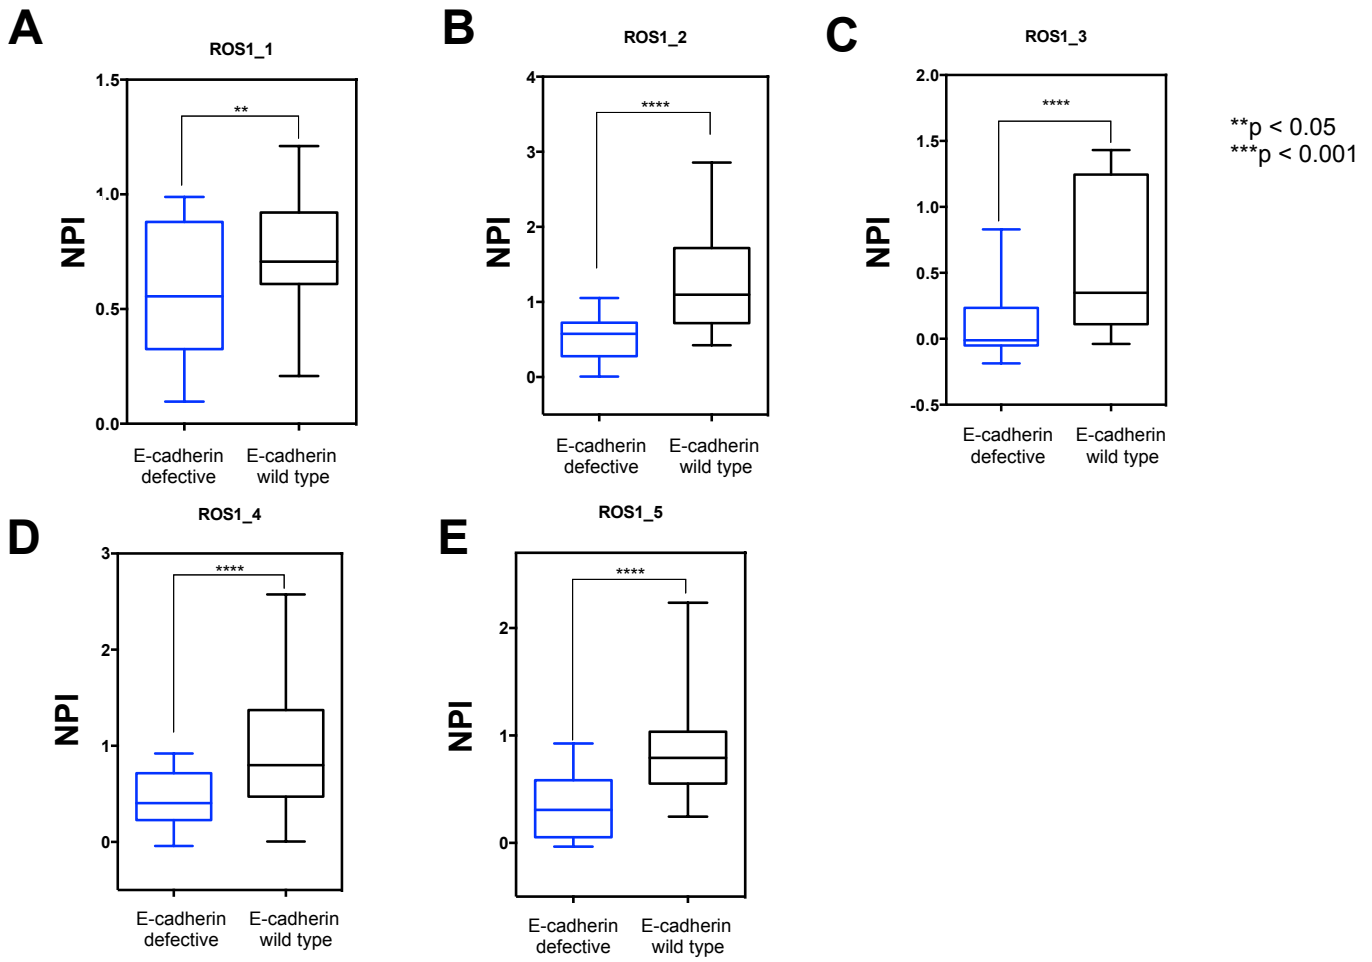 A
ROS1_1
NPI
1.5
1.0
0.5
0.0
**
E-cadherin
defective
E-cadherin
wild type
B
ROS1_2
NPI
4
3
2
1
0
****
E-cadherin
defective
E-cadherin
wild type
C
ROS1_3
NPI
2.0
1.5
1.0
0.5
0.0
-0.5
****
E-cadherin
defective
E-cadherin
wild type
**p < 0.05
***p < 0.001
D
ROS1_4
NPI
3
2
1
0
****
E-cadherin
defective
E-cadherin
wild type
E
ROS1_5
NPI
2
1
0
****
E-cadherin
defective
E-cadherin
wild type